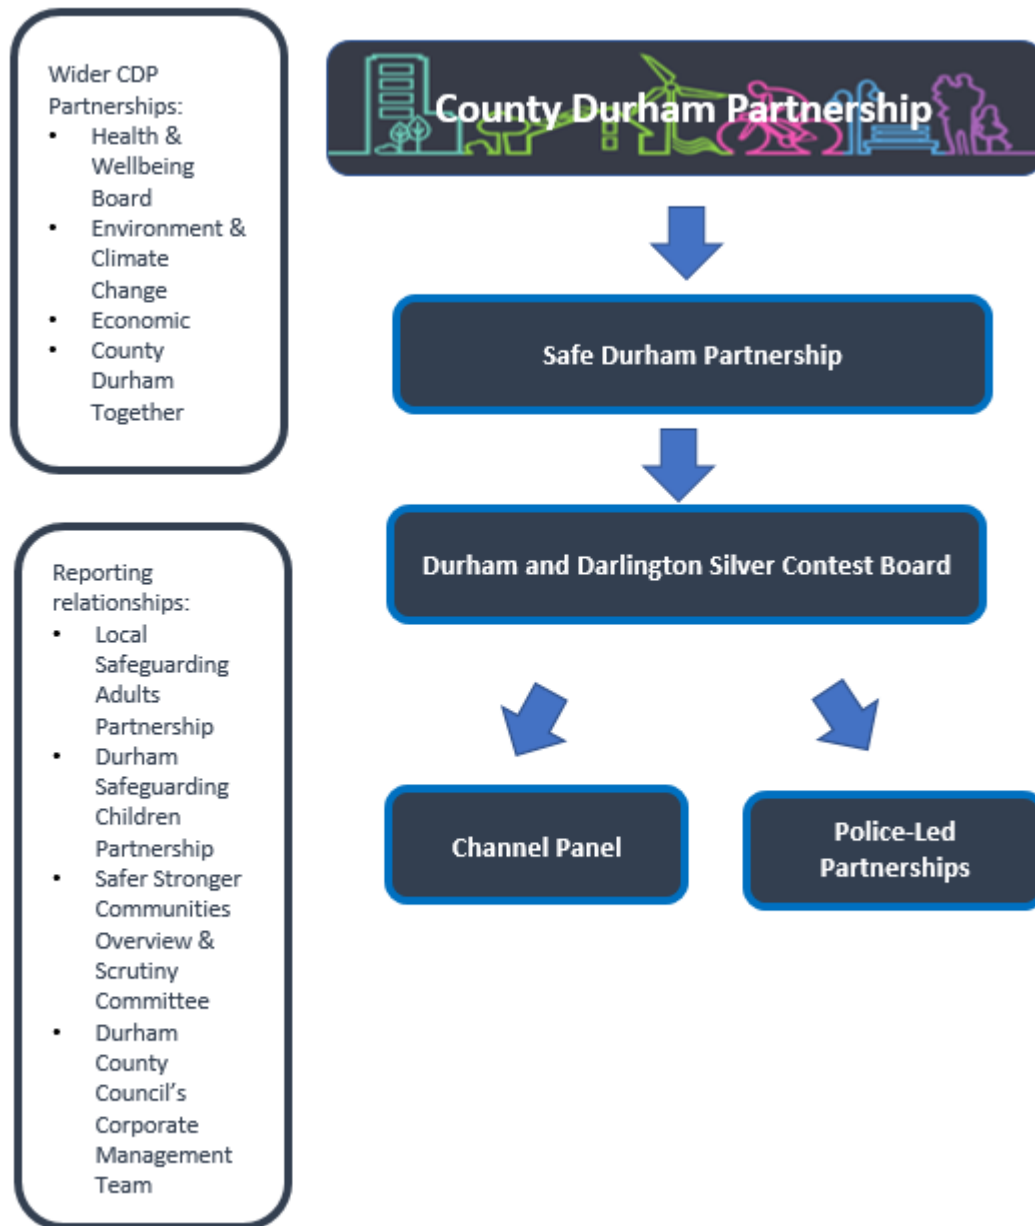 Wider CDP
Partnerships:
• Health &
Wellbeing
Board
• Environment &
Climate
Change
• Economic
• County
Durham
Together
Reporting
relationships:
• Local
Safeguarding
Adults
Partnership
• Durham
Safeguarding
Children
Partnership
• Safer Stronger
Communities
Overview &
Scrutiny
Committee
• Durham
County
Council's
Corporate
Management
Team
County Durham Partnership
Safe Durham Partnership
Durham and Darlington Silver Contest Board
Channel Panel
Police-Led
Partnerships